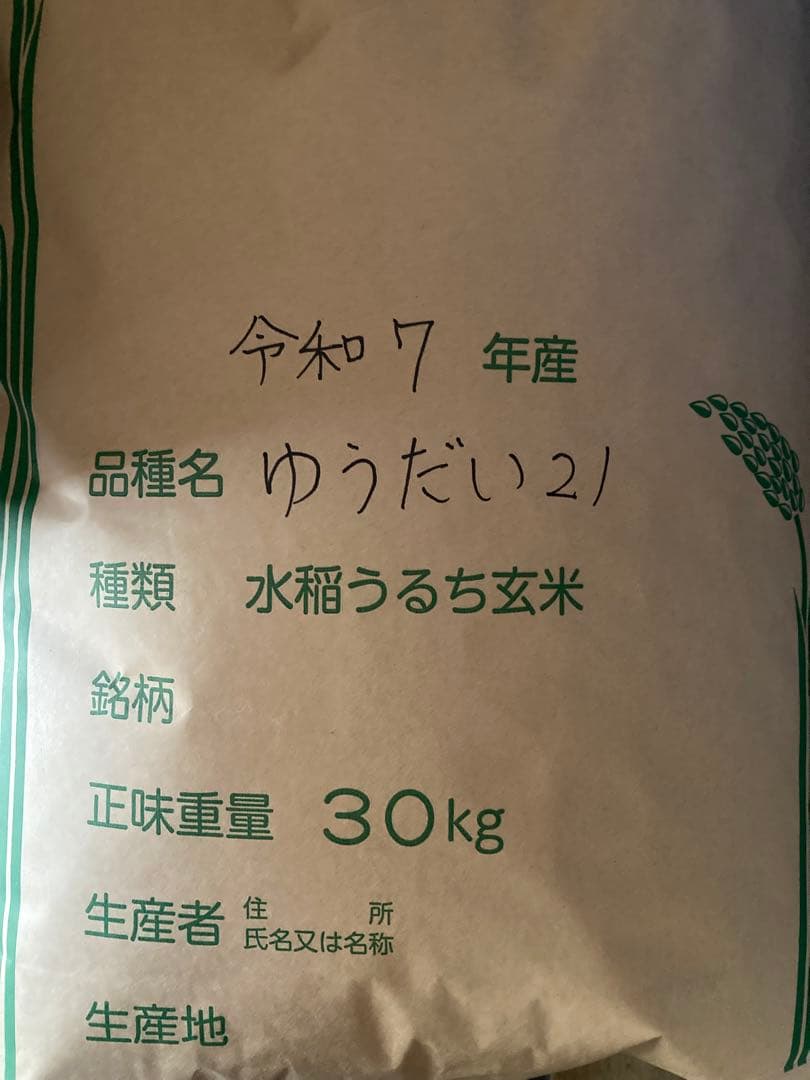 令和7年産
品種名 ゆうだい21
種類 水稲うるち玄米
銘柄
正味重量 30kg
生産者 住所
氏名又は名称
生産地